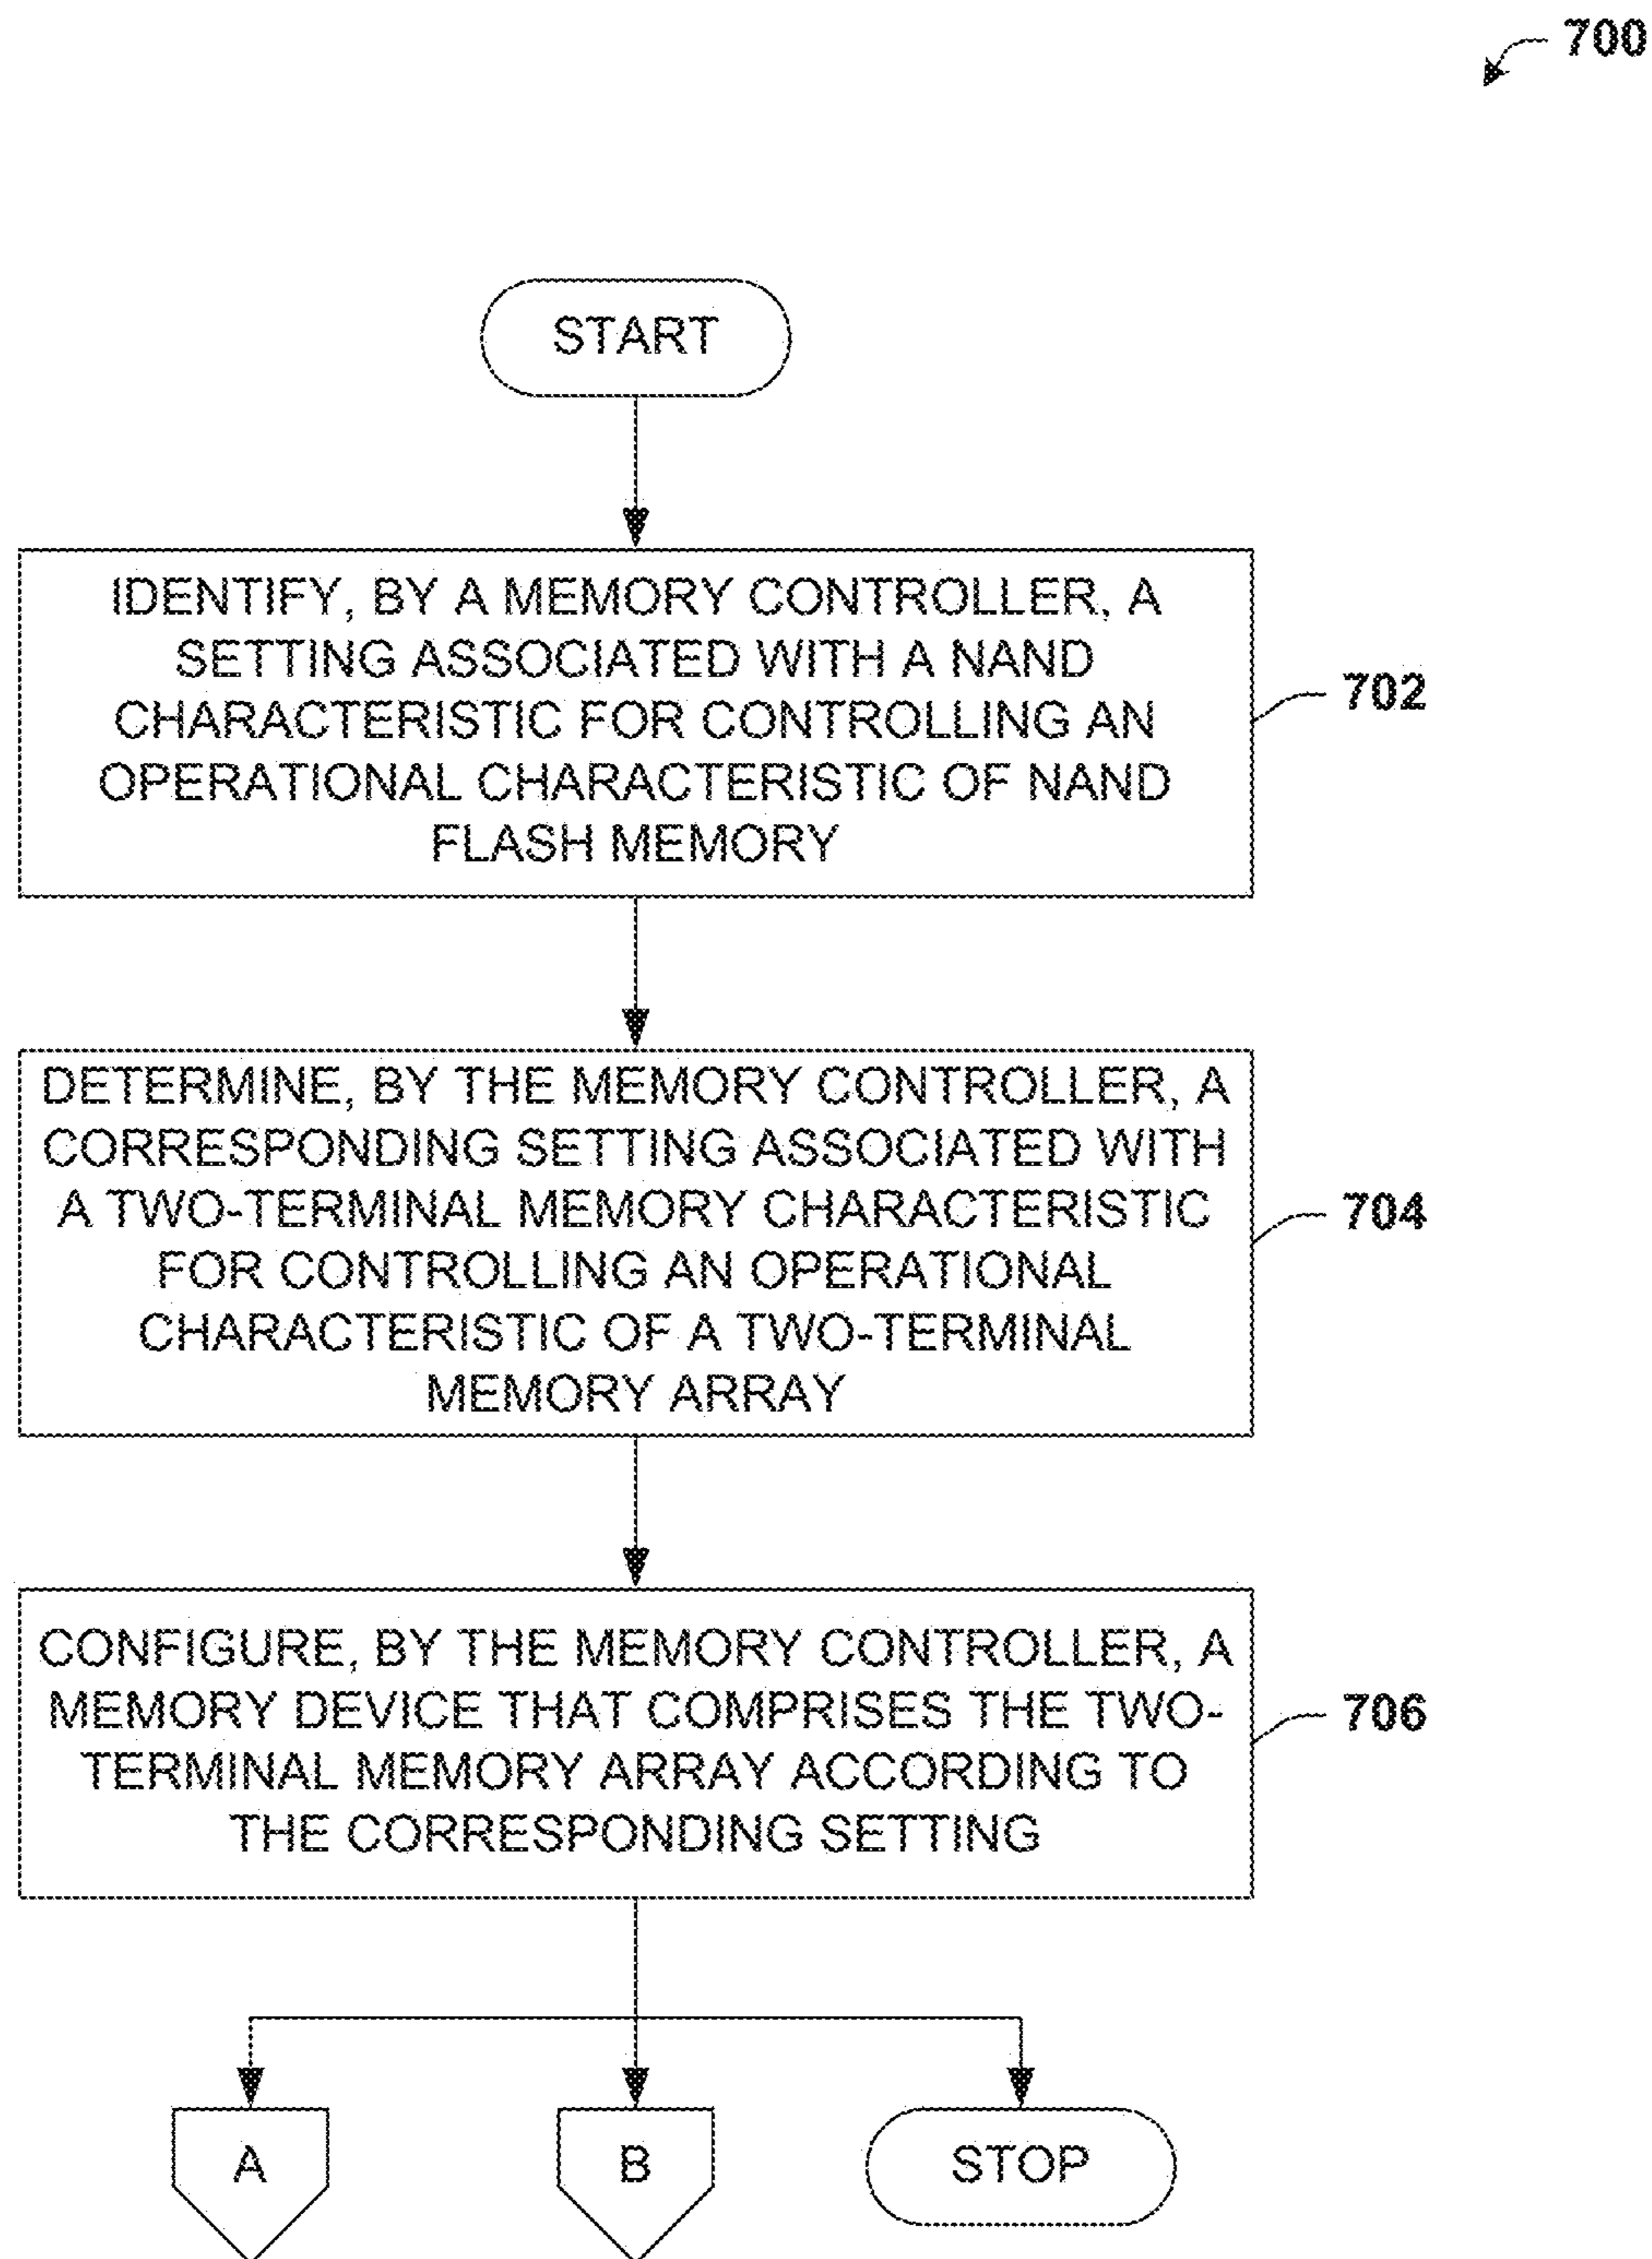 700
START
IDENTIFY, BY A MEMORY CONTROLLER, A
SETTING ASSOCIATED WITH A NAND
CHARACTERISTIC FOR CONTROLLING AN
OPERATIONAL CHARACTERISTIC OF NAND
FLASH MEMORY
702
DETERMINE, BY THE MEMORY CONTROLLER, A
CORRESPONDING SETTING ASSOCIATED WITH
A TWO-TERMINAL MEMORY CHARACTERISTIC
FOR CONTROLLING AN OPERATIONAL
CHARACTERISTIC OF A TWO-TERMINAL
MEMORY ARRAY
704
CONFIGURE, BY THE MEMORY CONTROLLER, A
MEMORY DEVICE THAT COMPRISES THE TWO-
TERMINAL MEMORY ARRAY ACCORDING TO
THE CORRESPONDING SETTING
706
A
B
STOP